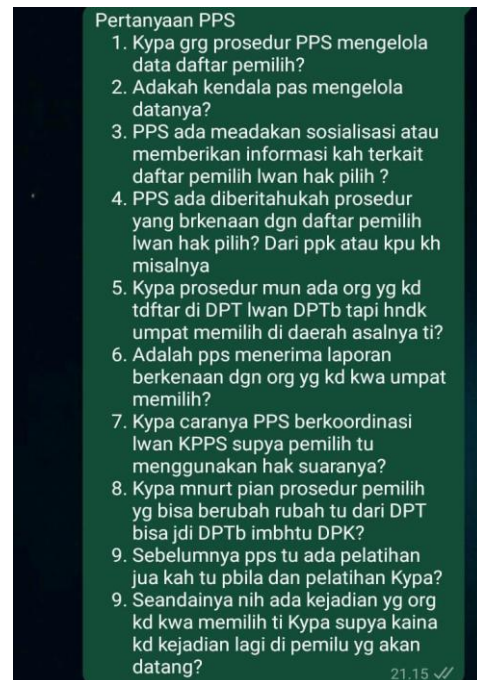 Pertanyaan PPS
1. Kypa grg prosedur PPS mengelola
data daftar pemilih?
2. Adakah kendala pas mengelola
datanya?
3. PPS ada meadakan sosialisasi atau
memberikan informasi kah terkait
daftar pemilih lwan hak pilih ?
4. PPS ada diberitahukah prosedur
yang brkenaan dgn daftar pemilih
lwan hak pilih? Dari ppk atau kpu kh
misalnya
5. Kypa prosedur mun ada org yg kd
tdftar di DPT lwan DPTb tapi hndk
umpat memilih di daerah asalnya ti?
6. Adalah pps menerima laporan
berkenaan dgn org yg kd kwa umpat
memilih?
7. Kypa caranya PPS berkoordinasi
lwan KPPS supya pemilih tu
menggunakan hak suaranya?
8. Kypa mnurt pian prosedur pemilih
yg bisa berubah rubah tu dari DPT
bisa jdi DPTb imbhtu DPK?
9. Sebelumnya pps tu ada pelatihan
jua kah tu pbila dan pelatihan Kypa?
9. Seandainya nih ada kejadian yg org
kd kwa memilih ti Kypa supya kaina
kd kejadian lagi di pemilu yg akan
datang?
21.15